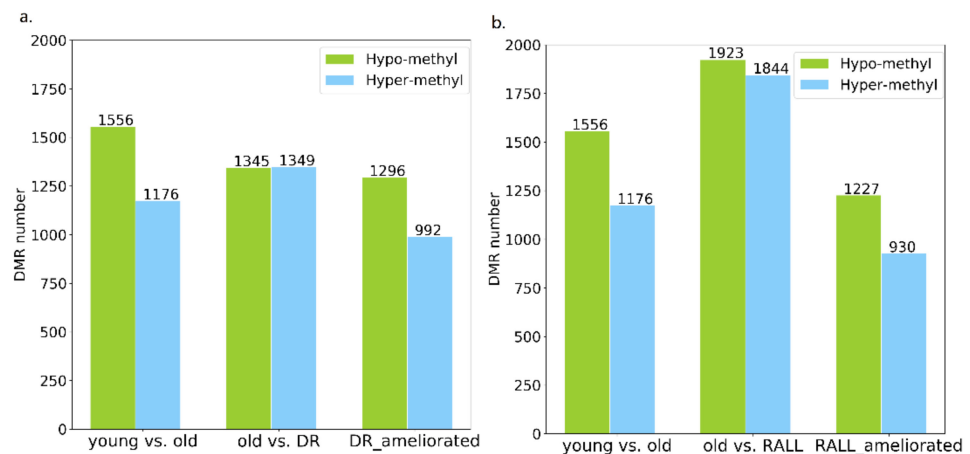 a.
2000
1750
1500
1250
1000
750
500
250
0
DMR number
Hypo-methyl
Hyper-methyl
1556
1176
1345
1349
1296
992
young vs. old
old vs. DR
DR_ameliorated
b.
2000
1750
1500
1250
1000
750
500
250
0
DMR number
Hypo-methyl
Hyper-methyl
1556
1176
1923
1844
1227
930
young vs. old
old vs. RALL
RALL_ameliorated